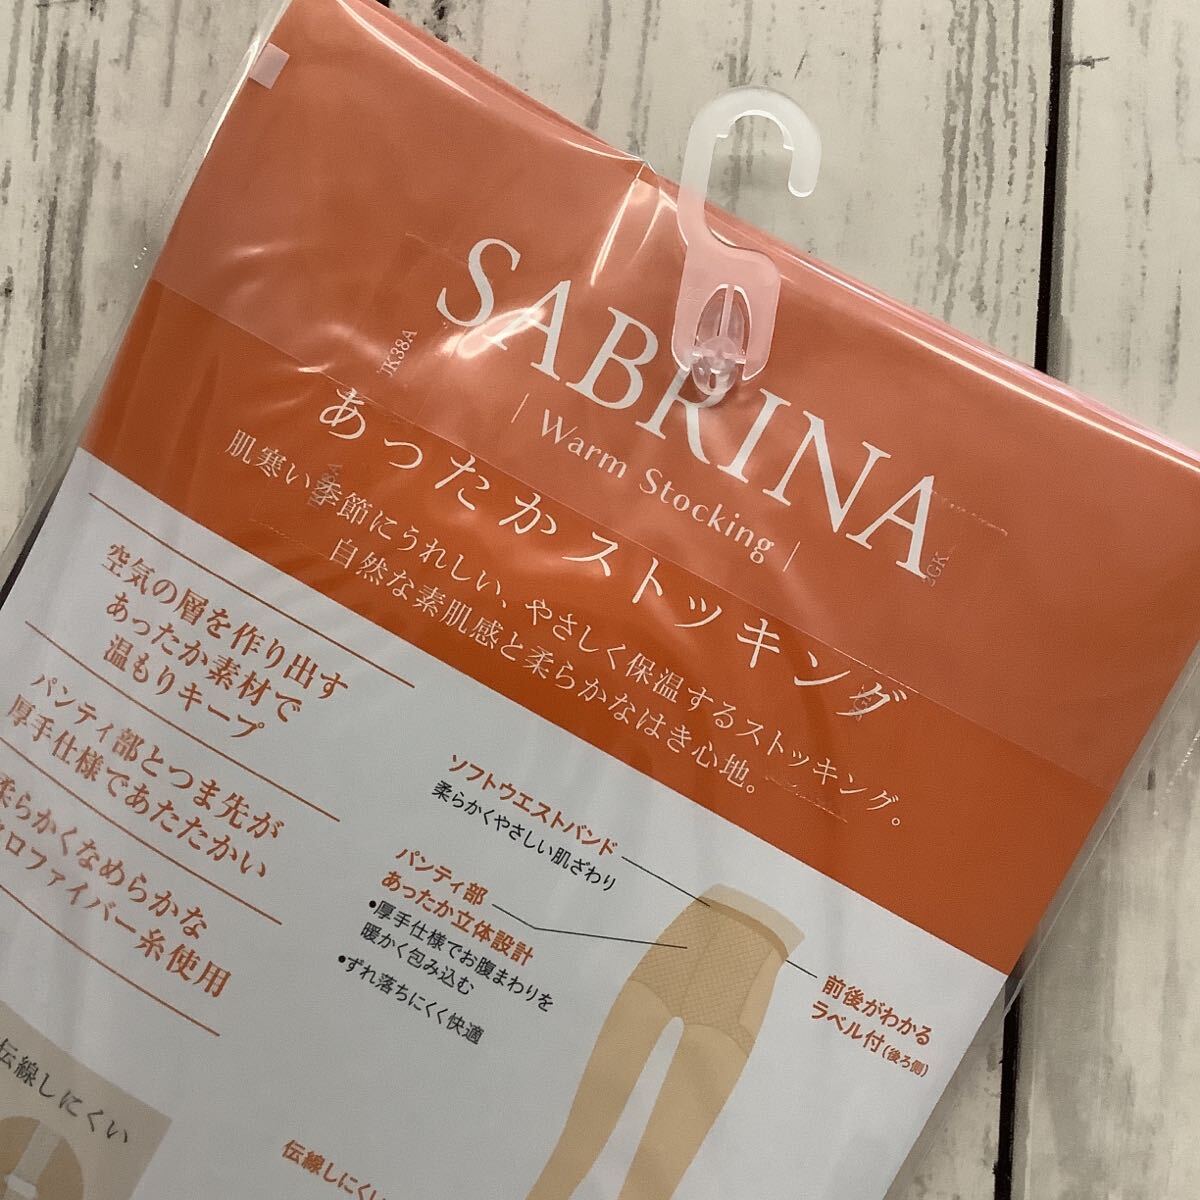 SABRINA
| Warm Stocking |
あったかストッキング
肌寒い季節にうれしい、やさしく保温するストッキング。
自然な素肌感と柔らかなはき心地。
UK38A
空気の層を作り出す
あったか素材で
温もりキープ
パンティ部とつま先が
厚手仕様であたたかい
柔らかくなめらかな
ロファイバー糸使用
伝線しにくい
ソフトウエストバンド
柔らかくやさしい肌ざわり
パンティ部
あったか立体設計
•厚手仕様でお腹まわりを
暖かく包み込む
•ずれ落ちにくく快適
前後がわかる
ラベル付(後ろ側)
伝線しにくい